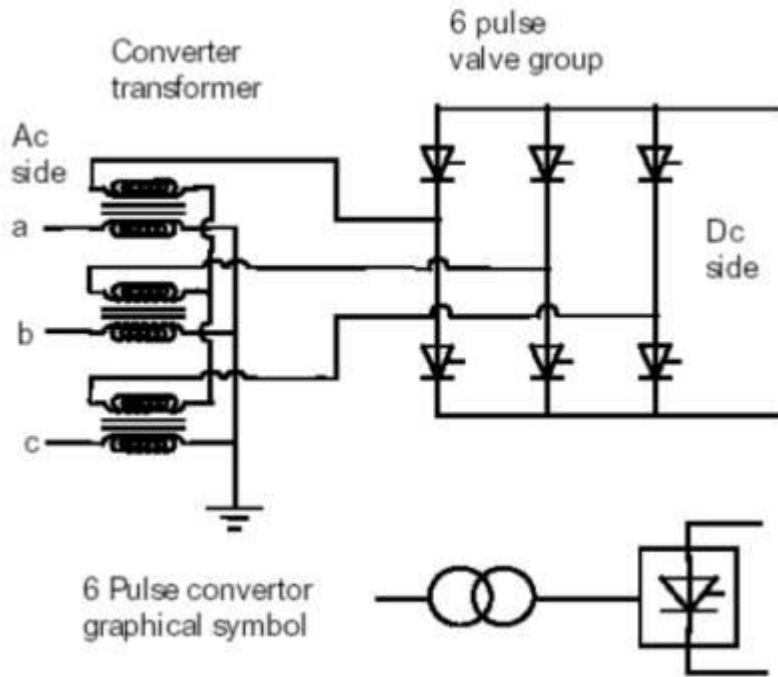 6 pulse
valve group
Converter
transformer
Ac
side
a
b
c
Dc
side
6 Pulse convertor
graphical symbol